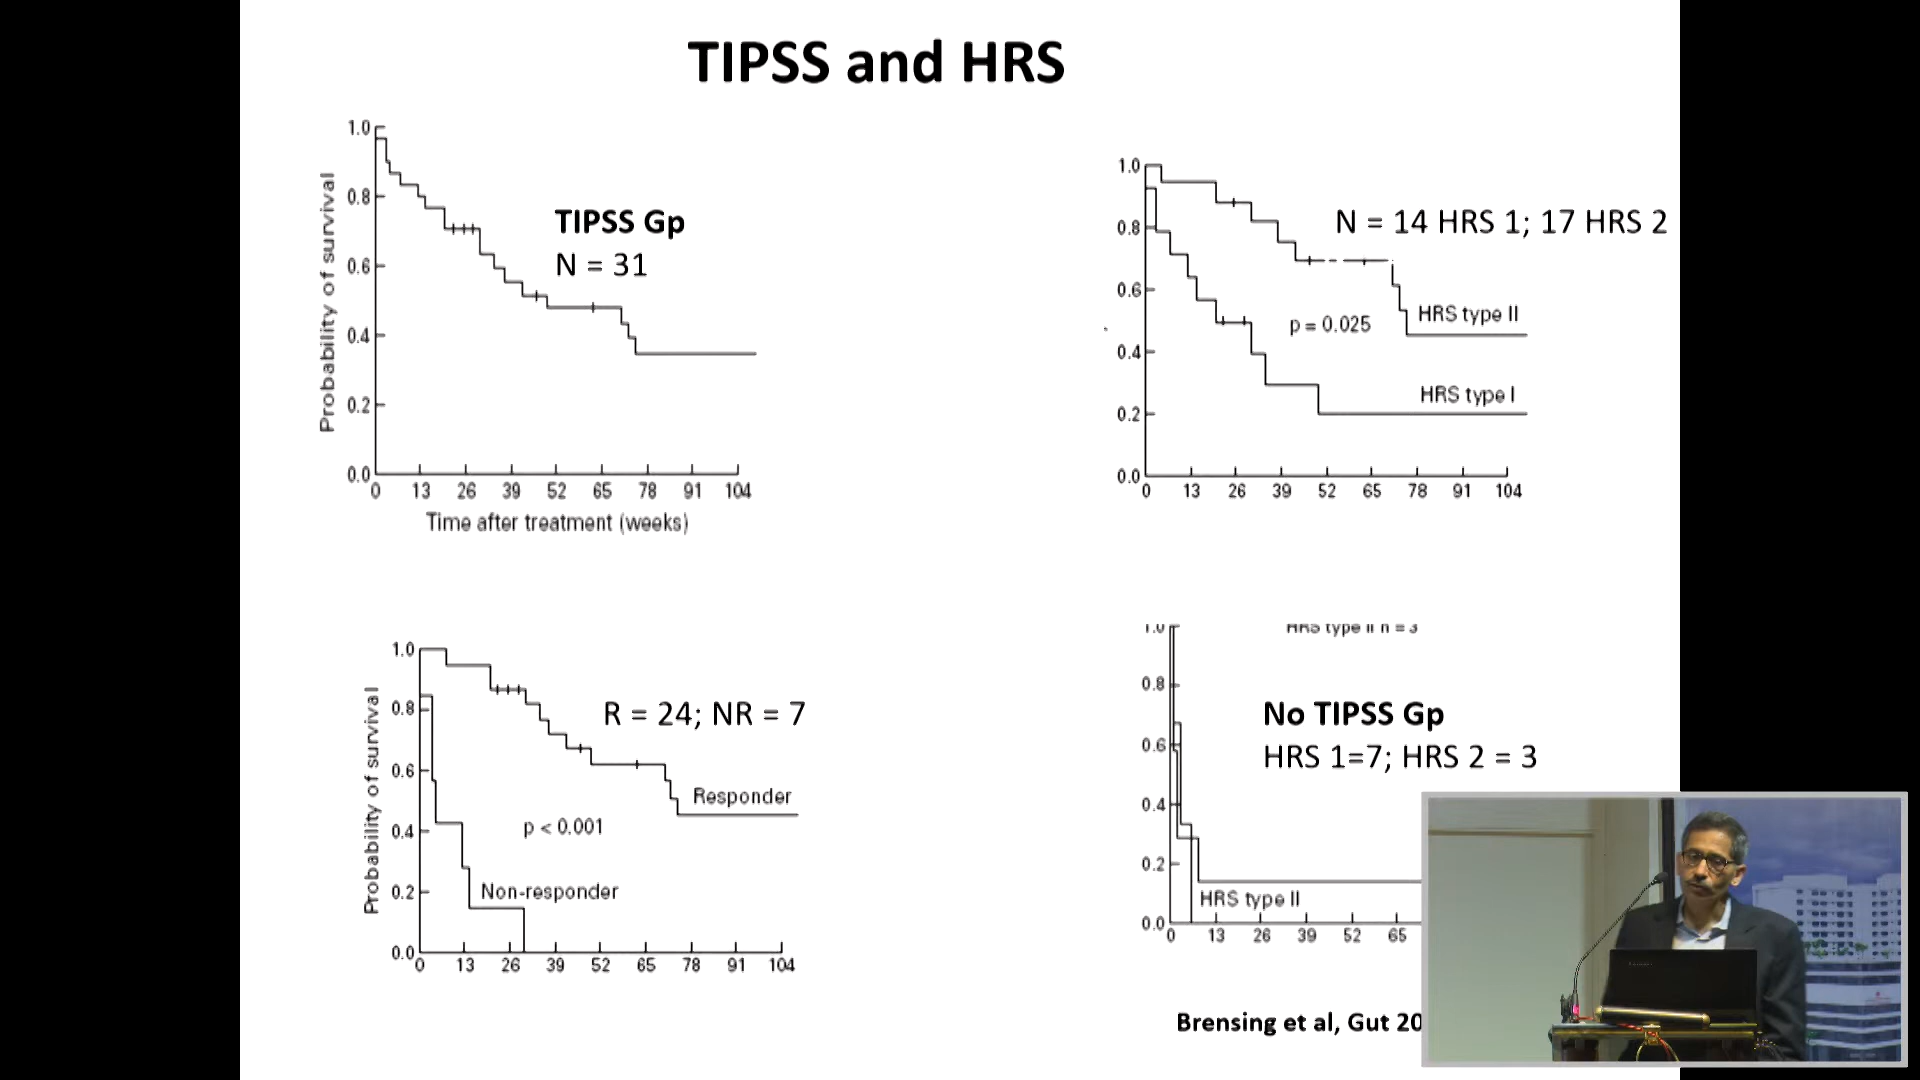 TIPSS and HRS
1.0
0.8
0.6
0.4
0.2
0.0
Probability of survival
TIPSS Gp
N = 31
0 13 26 39 52 65 78 91 104
Time after treatment (weeks)
1.0
0.8
0.6
0.4
0.2
0.0
N = 14 HRS 1; 17 HRS 2
p = 0.025
HRS type II
HRS type I
0 13 26 39 52 65 78 91 104
1.0
0.8
0.6
0.4
0.2
0.0
Probability of survival
R = 24; NR = 7
Responder
p < 0.001
Non-responder
0 13 26 39 52 65 78 91 104
1.0
HRS type II n = 3
0.8
0.6
0.4
0.2
0.0
No TIPSS Gp
HRS 1=7; HRS 2 = 3
HRS type II
0 13 26 39 52 65
Brensing et al, Gut 20